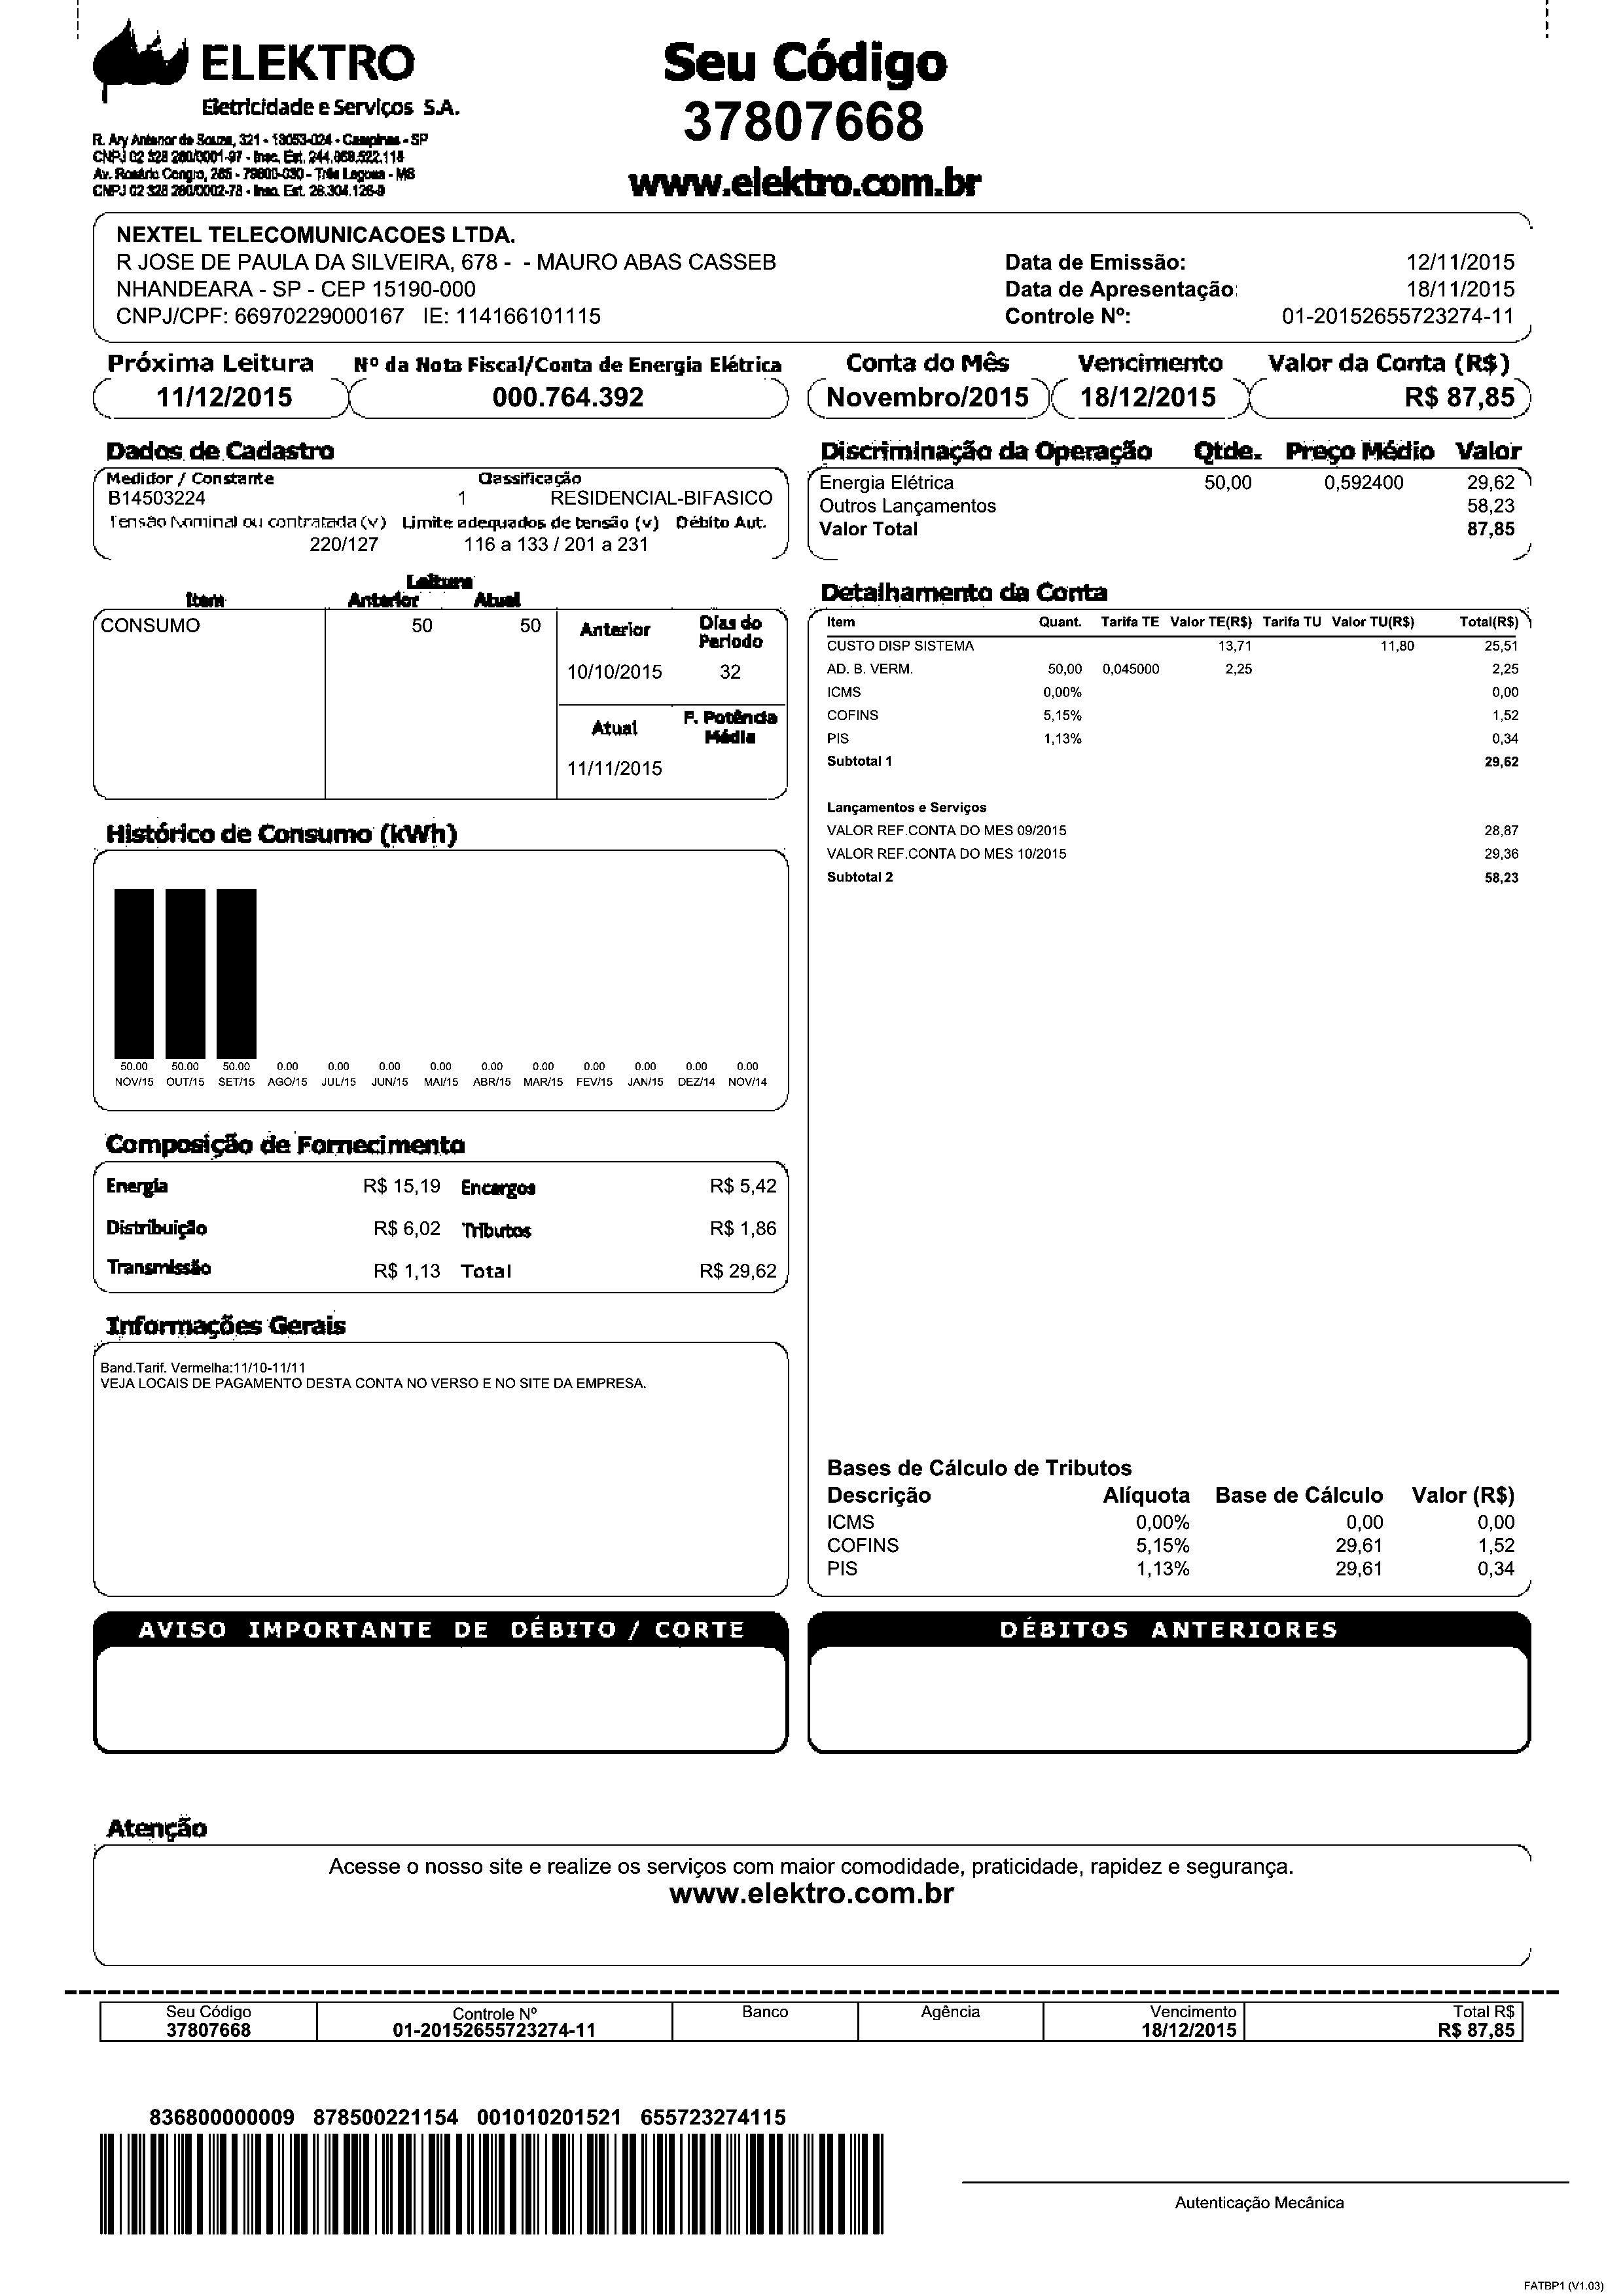 ELEKTRO
Eletricidade e Serviços S.A.
R. Ary Antenor de Souza, 321 - 13053-024 - Campinas - SP
CNPJ 02 328 280/0001-97 - Insc. Est. 244.668.522.118
Av. Rosário Congro, 265 - 79600-030 - Três Lagoas - MS
CNPJ 02 328 280/0002-78 - Insc. Est. 28.304.126-9
Seu Código
37807668
www.elektro.com.br
NEXTEL TELECOMUNICACOES LTDA.
R JOSE DE PAULA DA SILVEIRA, 678 - - MAURO ABAS CASSEB
NHANDEARA - SP - CEP 15190-000
CNPJ/CPF: 66970229000167 IE: 114166101115
Data de Emissão: 12/11/2015
Data de Apresentação: 18/11/2015
Controle Nº: 01-20152655723274-11
Próxima Leitura Nº da Nota Fiscal/Conta de Energia Elétrica Conta do Mês Vencimento Valor da Conta (R$)
11/12/2015 000.764.392 Novembro/2015 18/12/2015 R$ 87,85
Dados de Cadastro
Medidor / Constante Classificação
B14503224 1 RESIDENCIAL-BIFASICO
Tensão Nominal ou contratada (v) Limite adequados de tensão (v) Débito Aut.
220/127 116 a 133 / 201 a 231
Discriminação da Operação Qtde. Preço Médio Valor
Energia Elétrica 50,00 0,592400 29,62
Outros Lançamentos 58,23
Valor Total 87,85
Leitura
Item Anterior Atual
CONSUMO 50 50
Anterior Dias do Período
10/10/2015 32
Atual F. Potência Média
11/11/2015
Detalhamento da Conta
Item Quant. Tarifa TE Valor TE(R$) Tarifa TU Valor TU(R$) Total(R$)
CUSTO DISP SISTEMA 13,71 11,80 25,51
AD. B. VERM. 50,00 0,045000 2,25 2,25
ICMS 0,00% 0,00
COFINS 5,15% 1,52
PIS 1,13% 0,34
Subtotal 1 29,62
Lançamentos e Serviços
VALOR REF.CONTA DO MES 09/2015 28,87
VALOR REF.CONTA DO MES 10/2015 29,36
Subtotal 2 58,23
Histórico de Consumo (kWh)
50.00 50.00 50.00 0.00 0.00 0.00 0.00 0.00 0.00 0.00 0.00 0.00 0.00
NOV/15 OUT/15 SET/15 AGO/15 JUL/15 JUN/15 MAI/15 ABR/15 MAR/15 FEV/15 JAN/15 DEZ/14 NOV/14
Composição de Fornecimento
Energia R$ 15,19 Encargos R$ 5,42
Distribuição R$ 6,02 Tributos R$ 1,86
Transmissão R$ 1,13 Total R$ 29,62
Informações Gerais
Band.Tarif. Vermelha:11/10-11/11
VEJA LOCAIS DE PAGAMENTO DESTA CONTA NO VERSO E NO SITE DA EMPRESA.
Bases de Cálculo de Tributos
Descrição Alíquota Base de Cálculo Valor (R$)
ICMS 0,00% 0,00 0,00
COFINS 5,15% 29,61 1,52
PIS 1,13% 29,61 0,34
AVISO IMPORTANTE DE DÉBITO / CORTE
DÉBITOS ANTERIORES
Atenção
Acesse o nosso site e realize os serviços com maior comodidade, praticidade, rapidez e segurança.
www.elektro.com.br
Seu Código Controle Nº Banco Agência Vencimento Total R$
37807668 01-20152655723274-11 18/12/2015 R$ 87,85
836800000009 878500221154 001010201521 655723274115
Autenticação Mecânica
FATBP1 (V1.03)